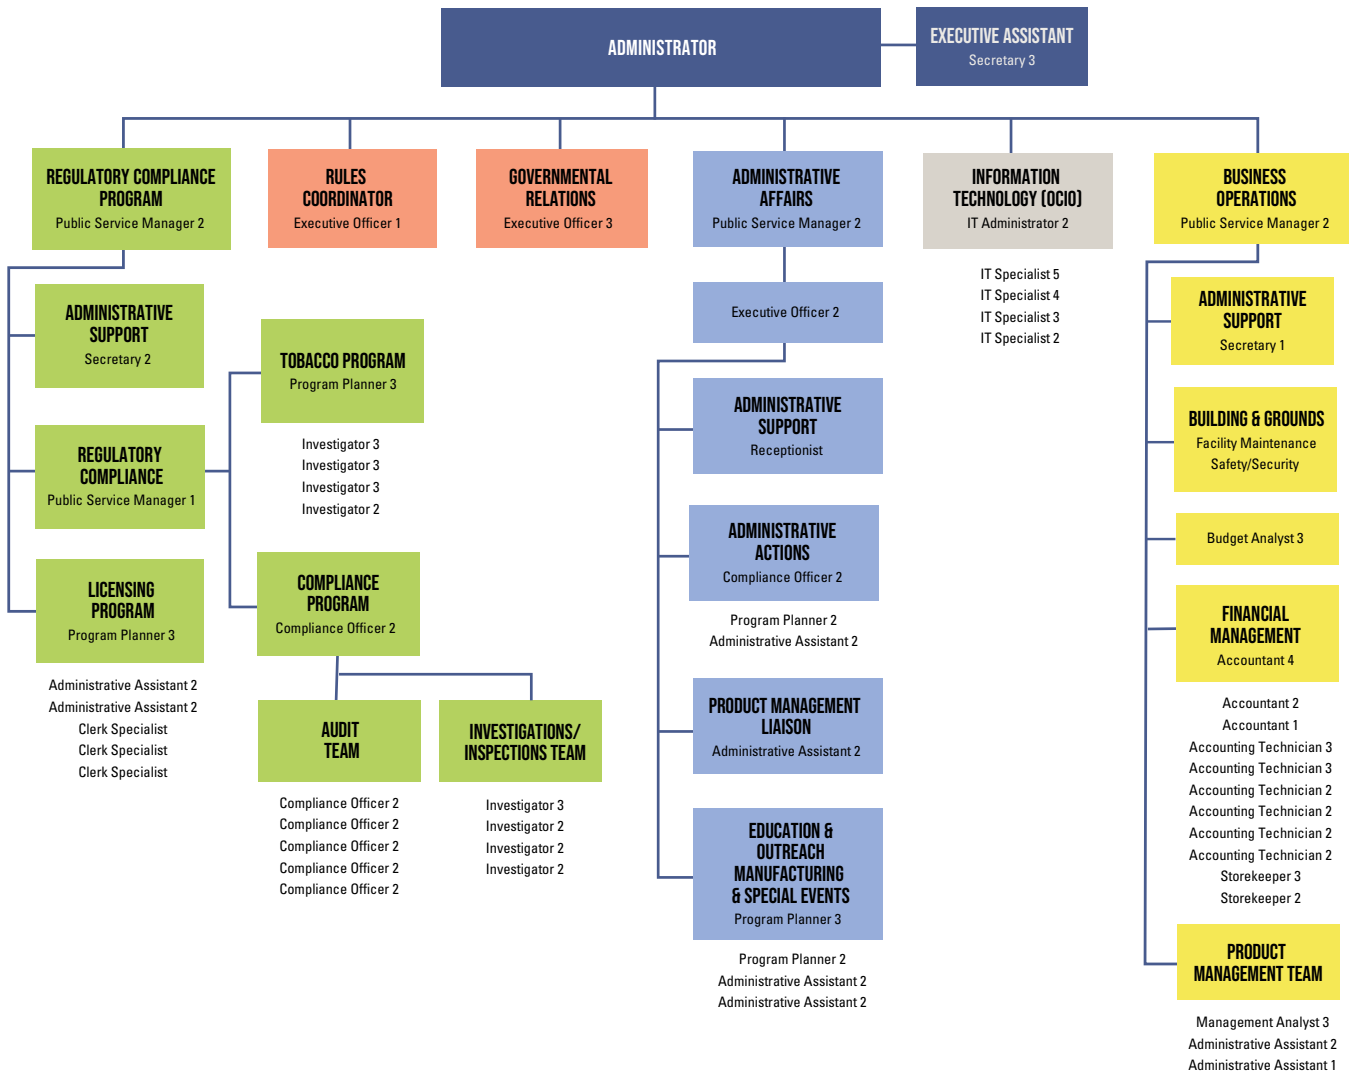 ADMINISTRATOR
EXECUTIVE ASSISTANT
Secretary 3
REGULATORY COMPLIANCE
PROGRAM
Public Service Manager 2
RULES
COORDINATOR
Executive Officer 1
GOVERNMENTAL
RELATIONS
Executive Officer 3
ADMINISTRATIVE
AFFAIRS
Public Service Manager 2
INFORMATION
TECHNOLOGY (OCIO)
IT Administrator 2
BUSINESS
OPERATIONS
Public Service Manager 2
ADMINISTRATIVE
SUPPORT
Secretary 2
REGULATORY
COMPLIANCE
Public Service Manager 1
LICENSING
PROGRAM
Program Planner 3
Administrative Assistant 2
Administrative Assistant 2
Clerk Specialist
Clerk Specialist
Clerk Specialist
TOBACCO PROGRAM
Program Planner 3
Investigator 3
Investigator 3
Investigator 3
Investigator 2
COMPLIANCE
PROGRAM
Compliance Officer 2
AUDIT
TEAM
Compliance Officer 2
Compliance Officer 2
Compliance Officer 2
Compliance Officer 2
Compliance Officer 2
INVESTIGATIONS/
INSPECTIONS TEAM
Investigator 3
Investigator 2
Investigator 2
Investigator 2
Executive Officer 2
ADMINISTRATIVE
SUPPORT
Receptionist
ADMINISTRATIVE
ACTIONS
Compliance Officer 2
Program Planner 2
Administrative Assistant 2
PRODUCT MANAGEMENT
LIAISON
Administrative Assistant 2
EDUCATION &
OUTREACH
MANUFACTURING
& SPECIAL EVENTS
Program Planner 3
Program Planner 2
Administrative Assistant 2
Administrative Assistant 2
IT Specialist 5
IT Specialist 4
IT Specialist 3
IT Specialist 2
ADMINISTRATIVE
SUPPORT
Secretary 1
BUILDING & GROUNDS
Facility Maintenance
Safety/Security
Budget Analyst 3
FINANCIAL
MANAGEMENT
Accountant 4
Accountant 2
Accountant 1
Accounting Technician 3
Accounting Technician 3
Accounting Technician 2
Accounting Technician 2
Accounting Technician 2
Accounting Technician 2
Storekeeper 3
Storekeeper 2
PRODUCT
MANAGEMENT TEAM
Management Analyst 3
Administrative Assistant 2
Administrative Assistant 1